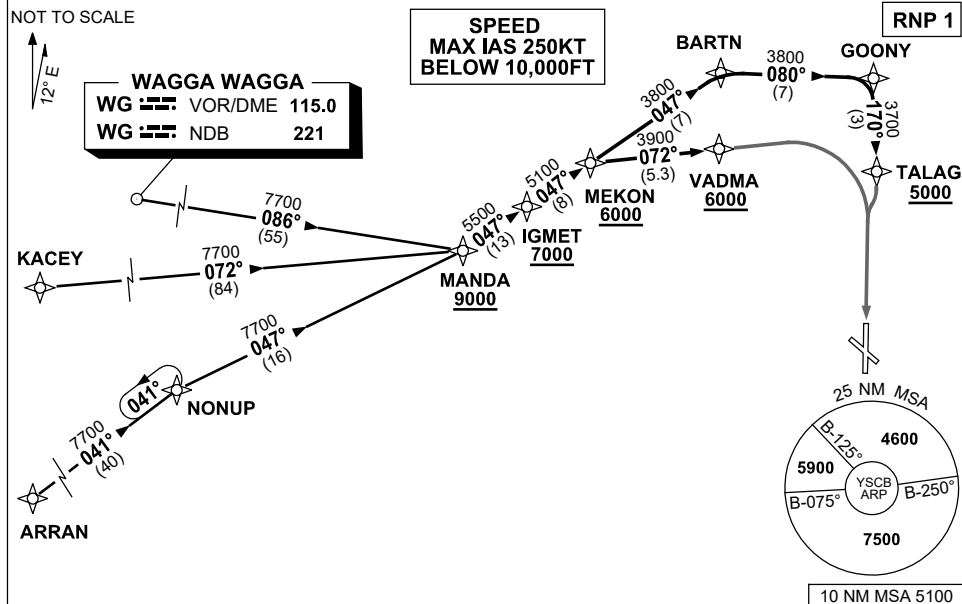 NOT TO SCALE
12° E
SPEED
MAX IAS 250KT
BELOW 10,000FT
RNP 1
WAGGA WAGGA
WG VOR/DME 115.0
WG NDB 221
BARTN
3800
080°
(7)
GOONY
3700
170°
(3)
TALAG
5000
3800
047°
(7)
3900
072°
(5.3)
VADMA
6000
MEKON
6000
5100
047°
(8)
IGMET
7000
5500
047°
(13)
MANDA
9000
7700
086°
(55)
KACEY
7700
072°
(84)
7700
047°
(16)
041°
NONUP
7700
041°
(40)
ARRAN
25 NM MSA
4600
B-125°
5900
YSCB
ARP
B-075°
B-250°
7500
10 NM MSA 5100